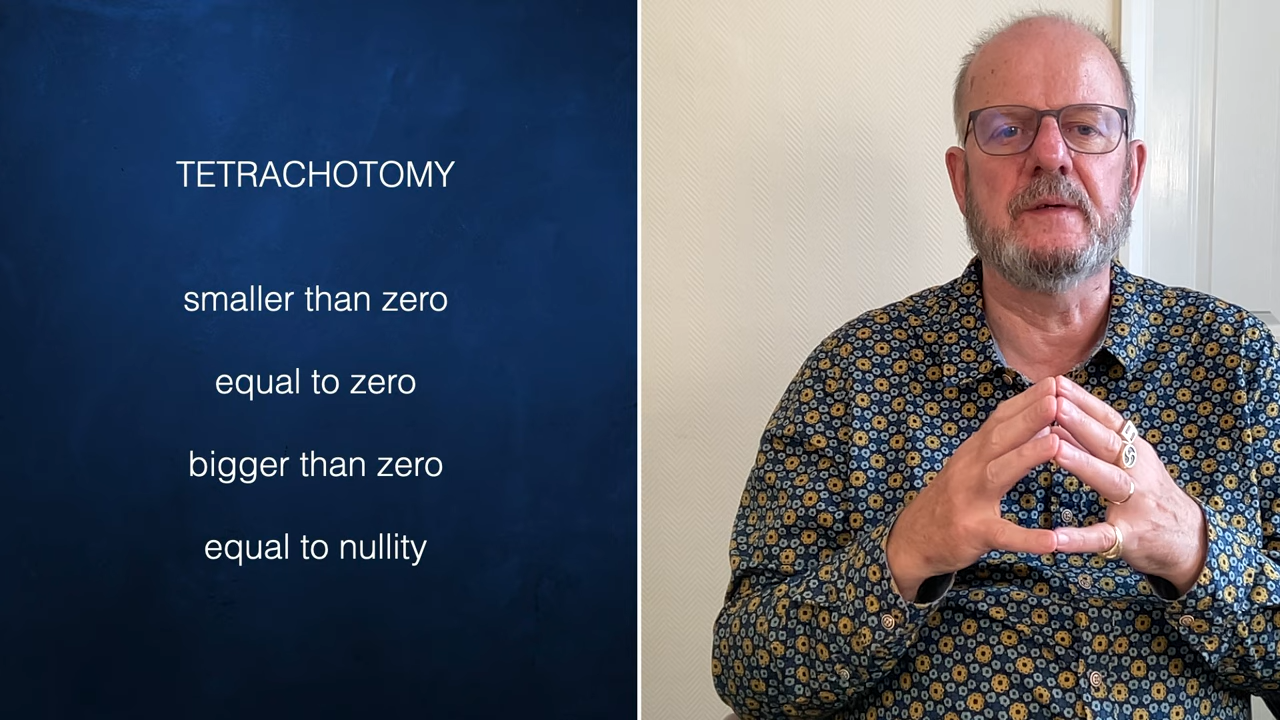 TETRACHOTOMY
smaller than zero
equal to zero
bigger than zero
equal to nullity